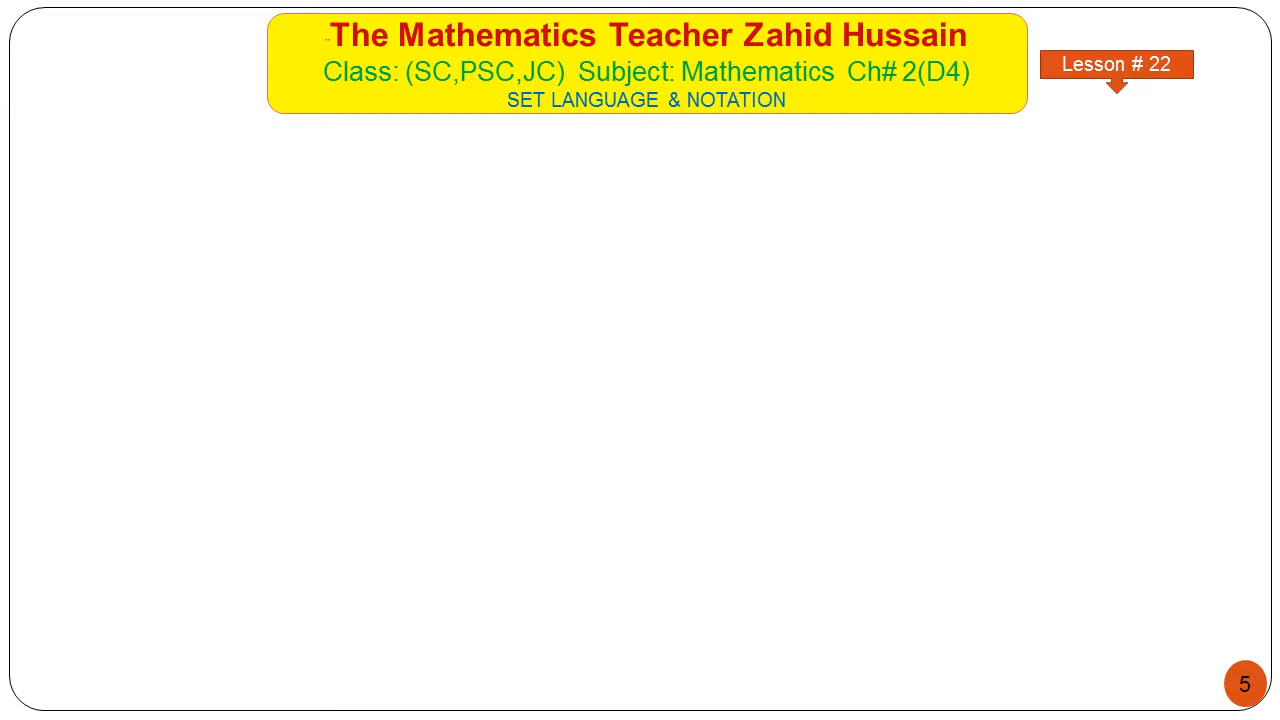 The Mathematics Teacher Zahid Hussain
Class: (SC,PSC,JC) Subject: Mathematics Ch# 2(D4)
SET LANGUAGE & NOTATION
Lesson # 22
5